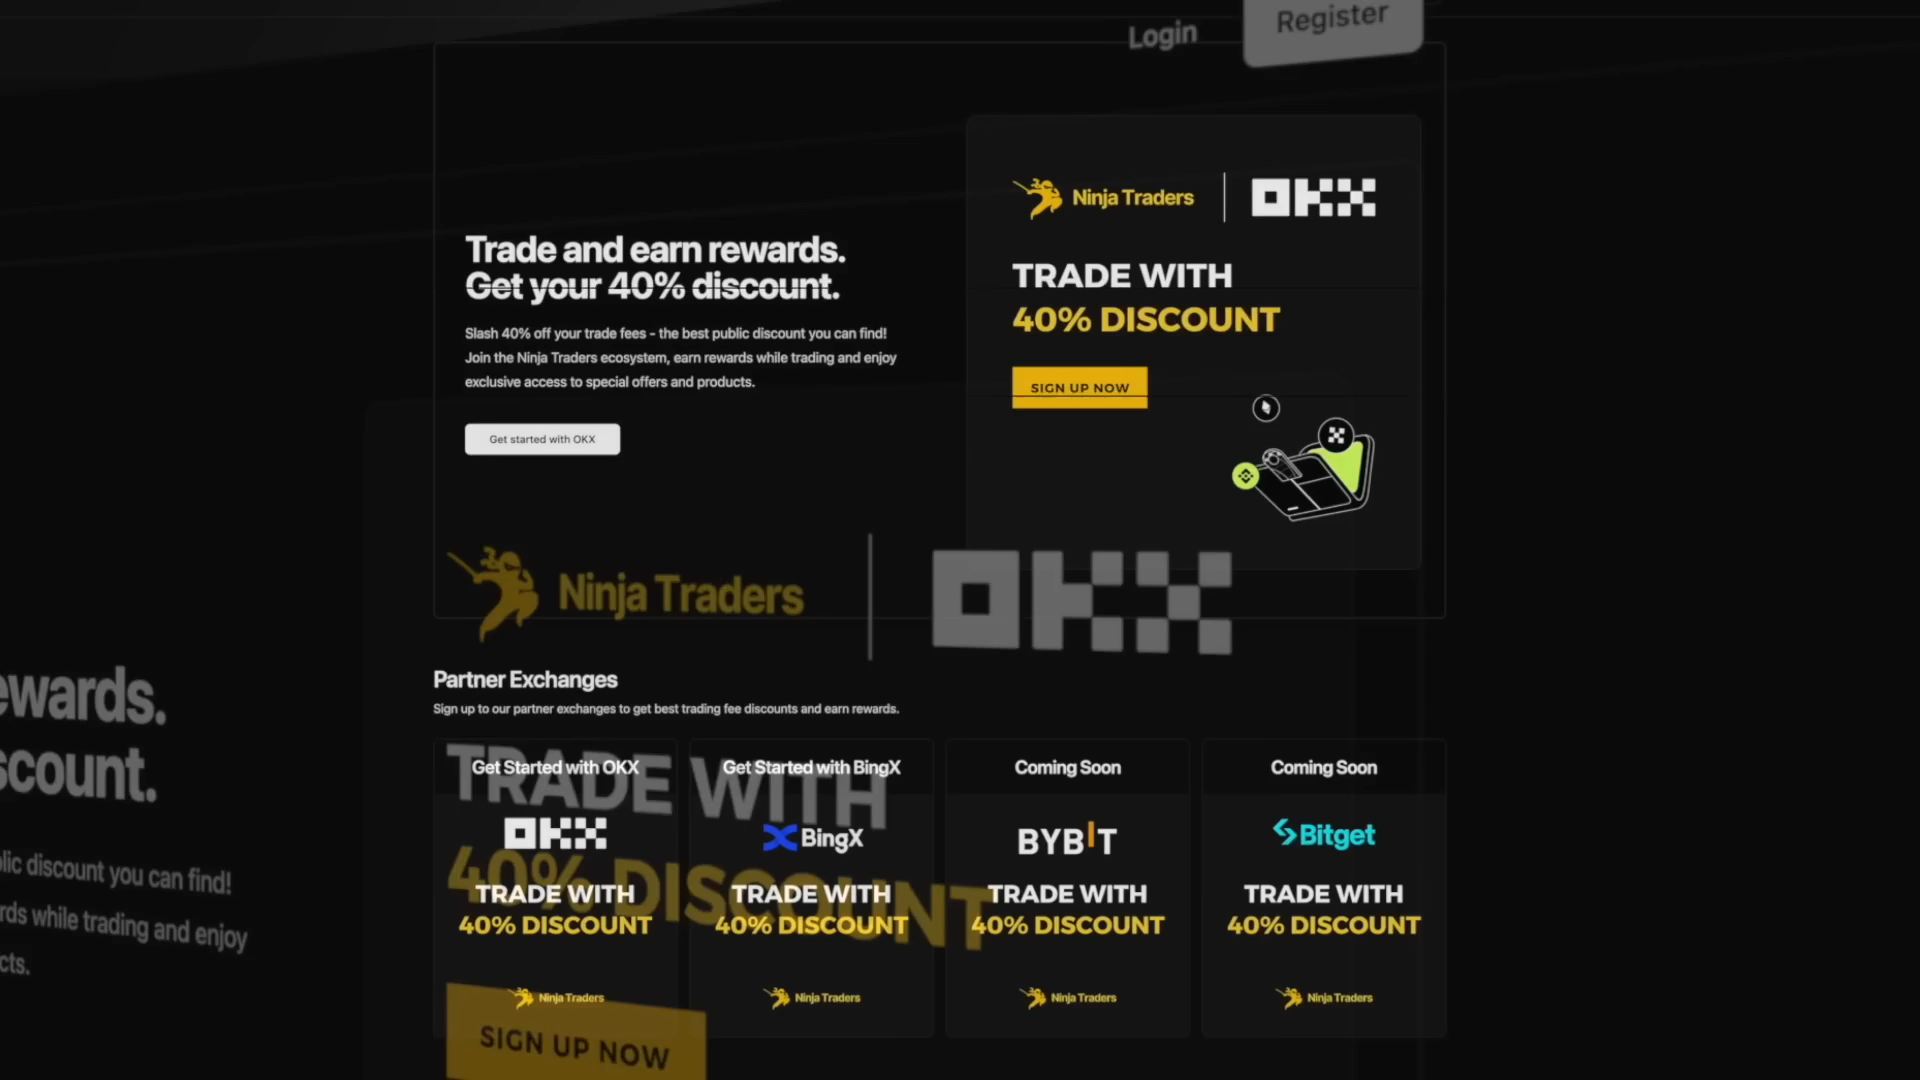 Login
Register
Ninja Traders
OKX
Trade and earn rewards.
Get your 40% discount.
Slash 40% off your trade fees - the best public discount you can find!
Join the Ninja Traders ecosystem, earn rewards while trading and enjoy
exclusive access to special offers and products.
Get started with OKX
TRADE WITH
40% DISCOUNT
SIGN UP NOW
Ninja Traders
OKX
ewards.
scount.
lic discount you can find!
rds while trading and enjoy
cts.
Partner Exchanges
Sign up to our partner exchanges to get best trading fee discounts and earn rewards.
TRADE WITH
40% DISCOUNT
SIGN UP NOW
Get Started with OKX
OKX
TRADE WITH
40% DISCOUNT
Ninja Traders
Get Started with BingX
BingX
TRADE WITH
40% DISCOUNT
Ninja Traders
Coming Soon
BYBIT
TRADE WITH
40% DISCOUNT
Ninja Traders
Coming Soon
Bitget
TRADE WITH
40% DISCOUNT
Ninja Traders